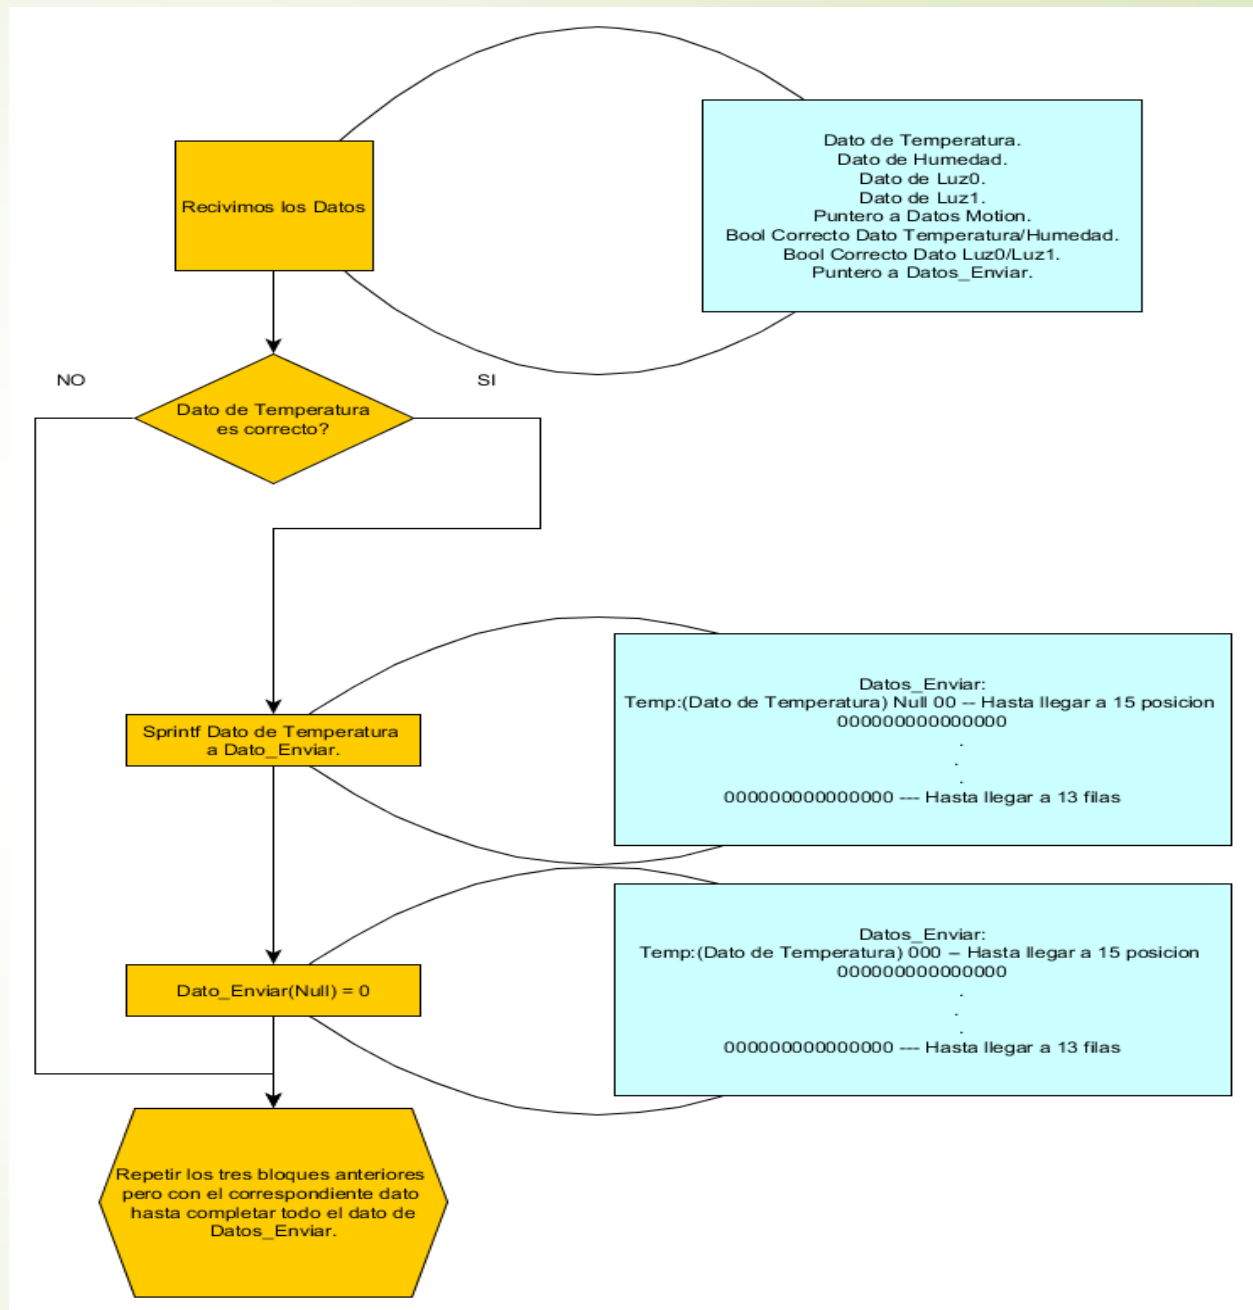 Recivimos los Datos
Dato de Temperatura.
Dato de Humedad.
Dato de Luz0.
Dato de Luz1.
Puntero a Datos Motion.
Bool Correcto Dato Temperatura/Humedad.
Bool Correcto Dato Luz0/Luz1.
Puntero a Datos_Enviar.
NO
SI
Dato de Temperatura
es correcto?
Sprintf Dato de Temperatura
a Dato_Enviar.
Datos_Enviar:
Temp:(Dato de Temperatura) Null 00 -- Hasta llegar a 15 posicion
000000000000000
.
.
.
000000000000000 --- Hasta llegar a 13 filas
Dato_Enviar(Null) = 0
Datos_Enviar:
Temp:(Dato de Temperatura) 000 – Hasta llegar a 15 posicion
000000000000000
.
.
.
000000000000000 --- Hasta llegar a 13 filas
Repetir los tres bloques anteriores
pero con el correspondiente dato
hasta completar todo el dato de
Datos_Enviar.